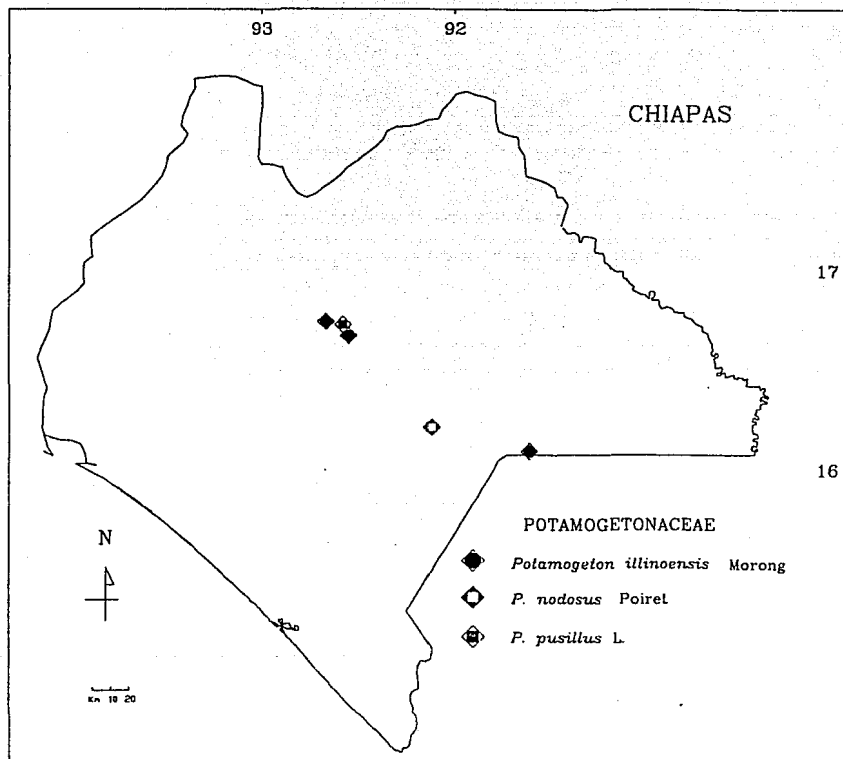 93 92
CHIAPAS
17
16
POTAMOGETONACEAE
N
Potamogeton illinoensis Morong
P. nodosus Poiret
P. pusillus L.
Km 10 20